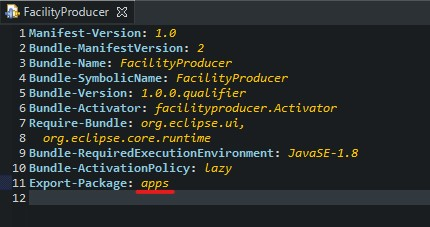 FacilityProducer
1 Manifest-Version: 1.0
2 Bundle-ManifestVersion: 2
3 Bundle-Name: FacilityProducer
4 Bundle-SymbolicName: FacilityProducer
5 Bundle-Version: 1.0.0.qualifier
6 Bundle-Activator: facilityproducer.Activator
7 Require-Bundle: org.eclipse.ui,
8 org.eclipse.core.runtime
9 Bundle-RequiredExecutionEnvironment: JavaSE-1.8
10 Bundle-ActivationPolicy: lazy
11 Export-Package: apps
12